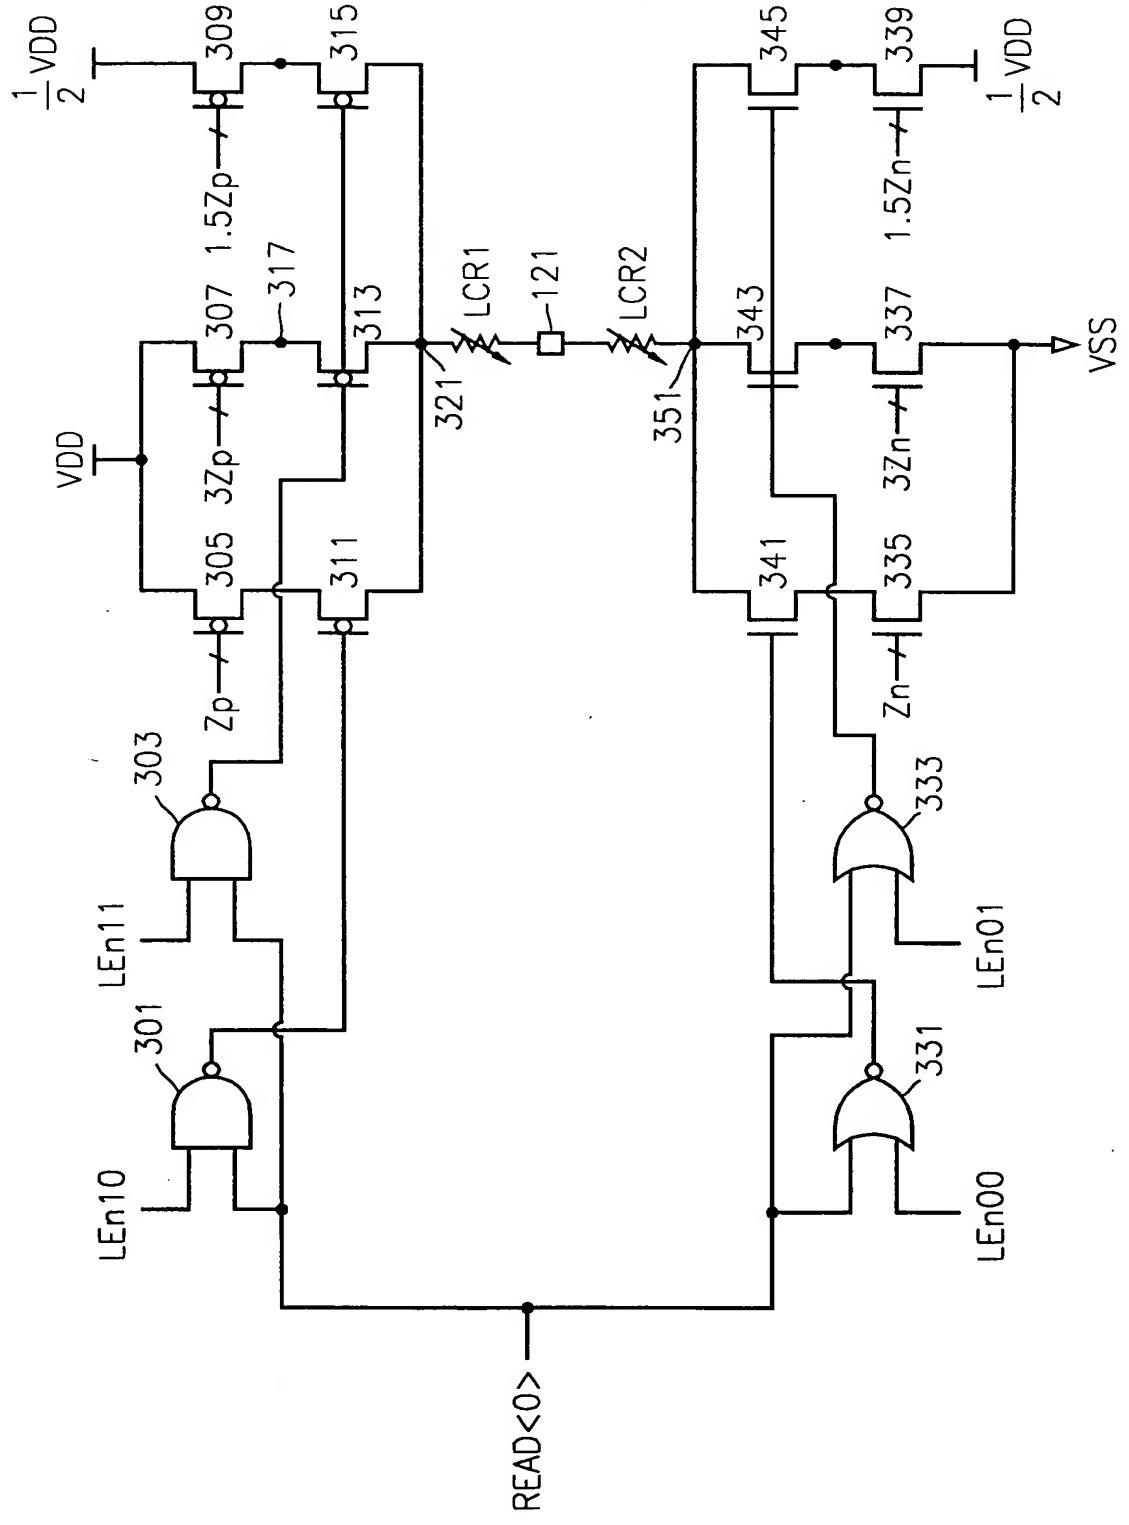 READ<0>
LEn10
301
LEn11
303
VDD
1/2 VDD
Zp
305
3Zp
307
1.5Zp
309
311
317
313
315
321
LCR1
121
LCR2
351
341
343
345
Zn
335
3Zn
337
1.5Zn
339
VSS
1/2 VDD
LEn00
331
LEn01
333